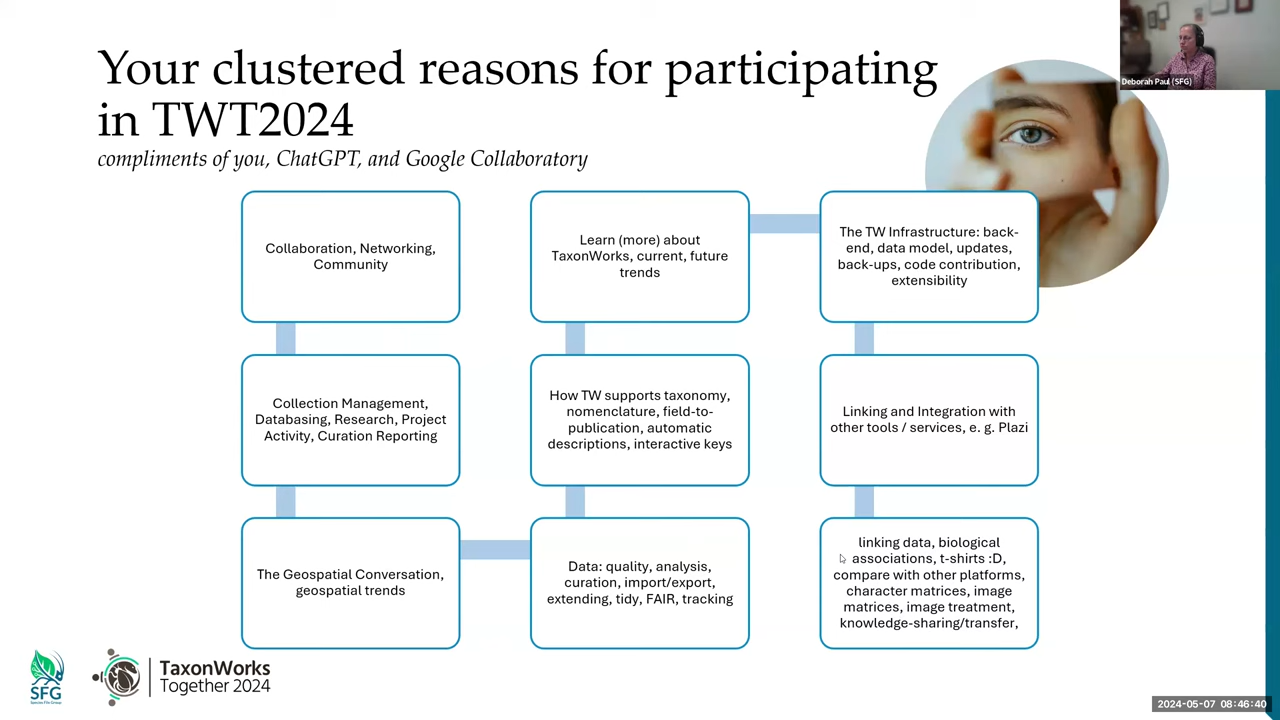 Your clustered reasons for participating
in TWT2024
compliments of you, ChatGPT, and Google Collaboratory
Deborah Paul (SFG)
Collaboration, Networking,
Community
Collection Management,
Databasing, Research, Project
Activity, Curation Reporting
The Geospatial Conversation,
geospatial trends
Data: quality, analysis,
curation, import/export,
extending, tidy, FAIR, tracking
How TW supports taxonomy,
nomenclature, field-to-
publication, automatic
descriptions, interactive keys
Learn (more) about
TaxonWorks, current, future
trends
The TW Infrastructure: back-
end, data model, updates,
back-ups, code contribution,
extensibility
Linking and Integration with
other tools / services, e. g. Plazi
linking data, biological
associations, t-shirts :D,
compare with other platforms,
character matrices, image
matrices, image treatment,
knowledge-sharing/transfer,
SFG
Species File Group
TaxonWorks
Together 2024
2024-05-07 08:46:40